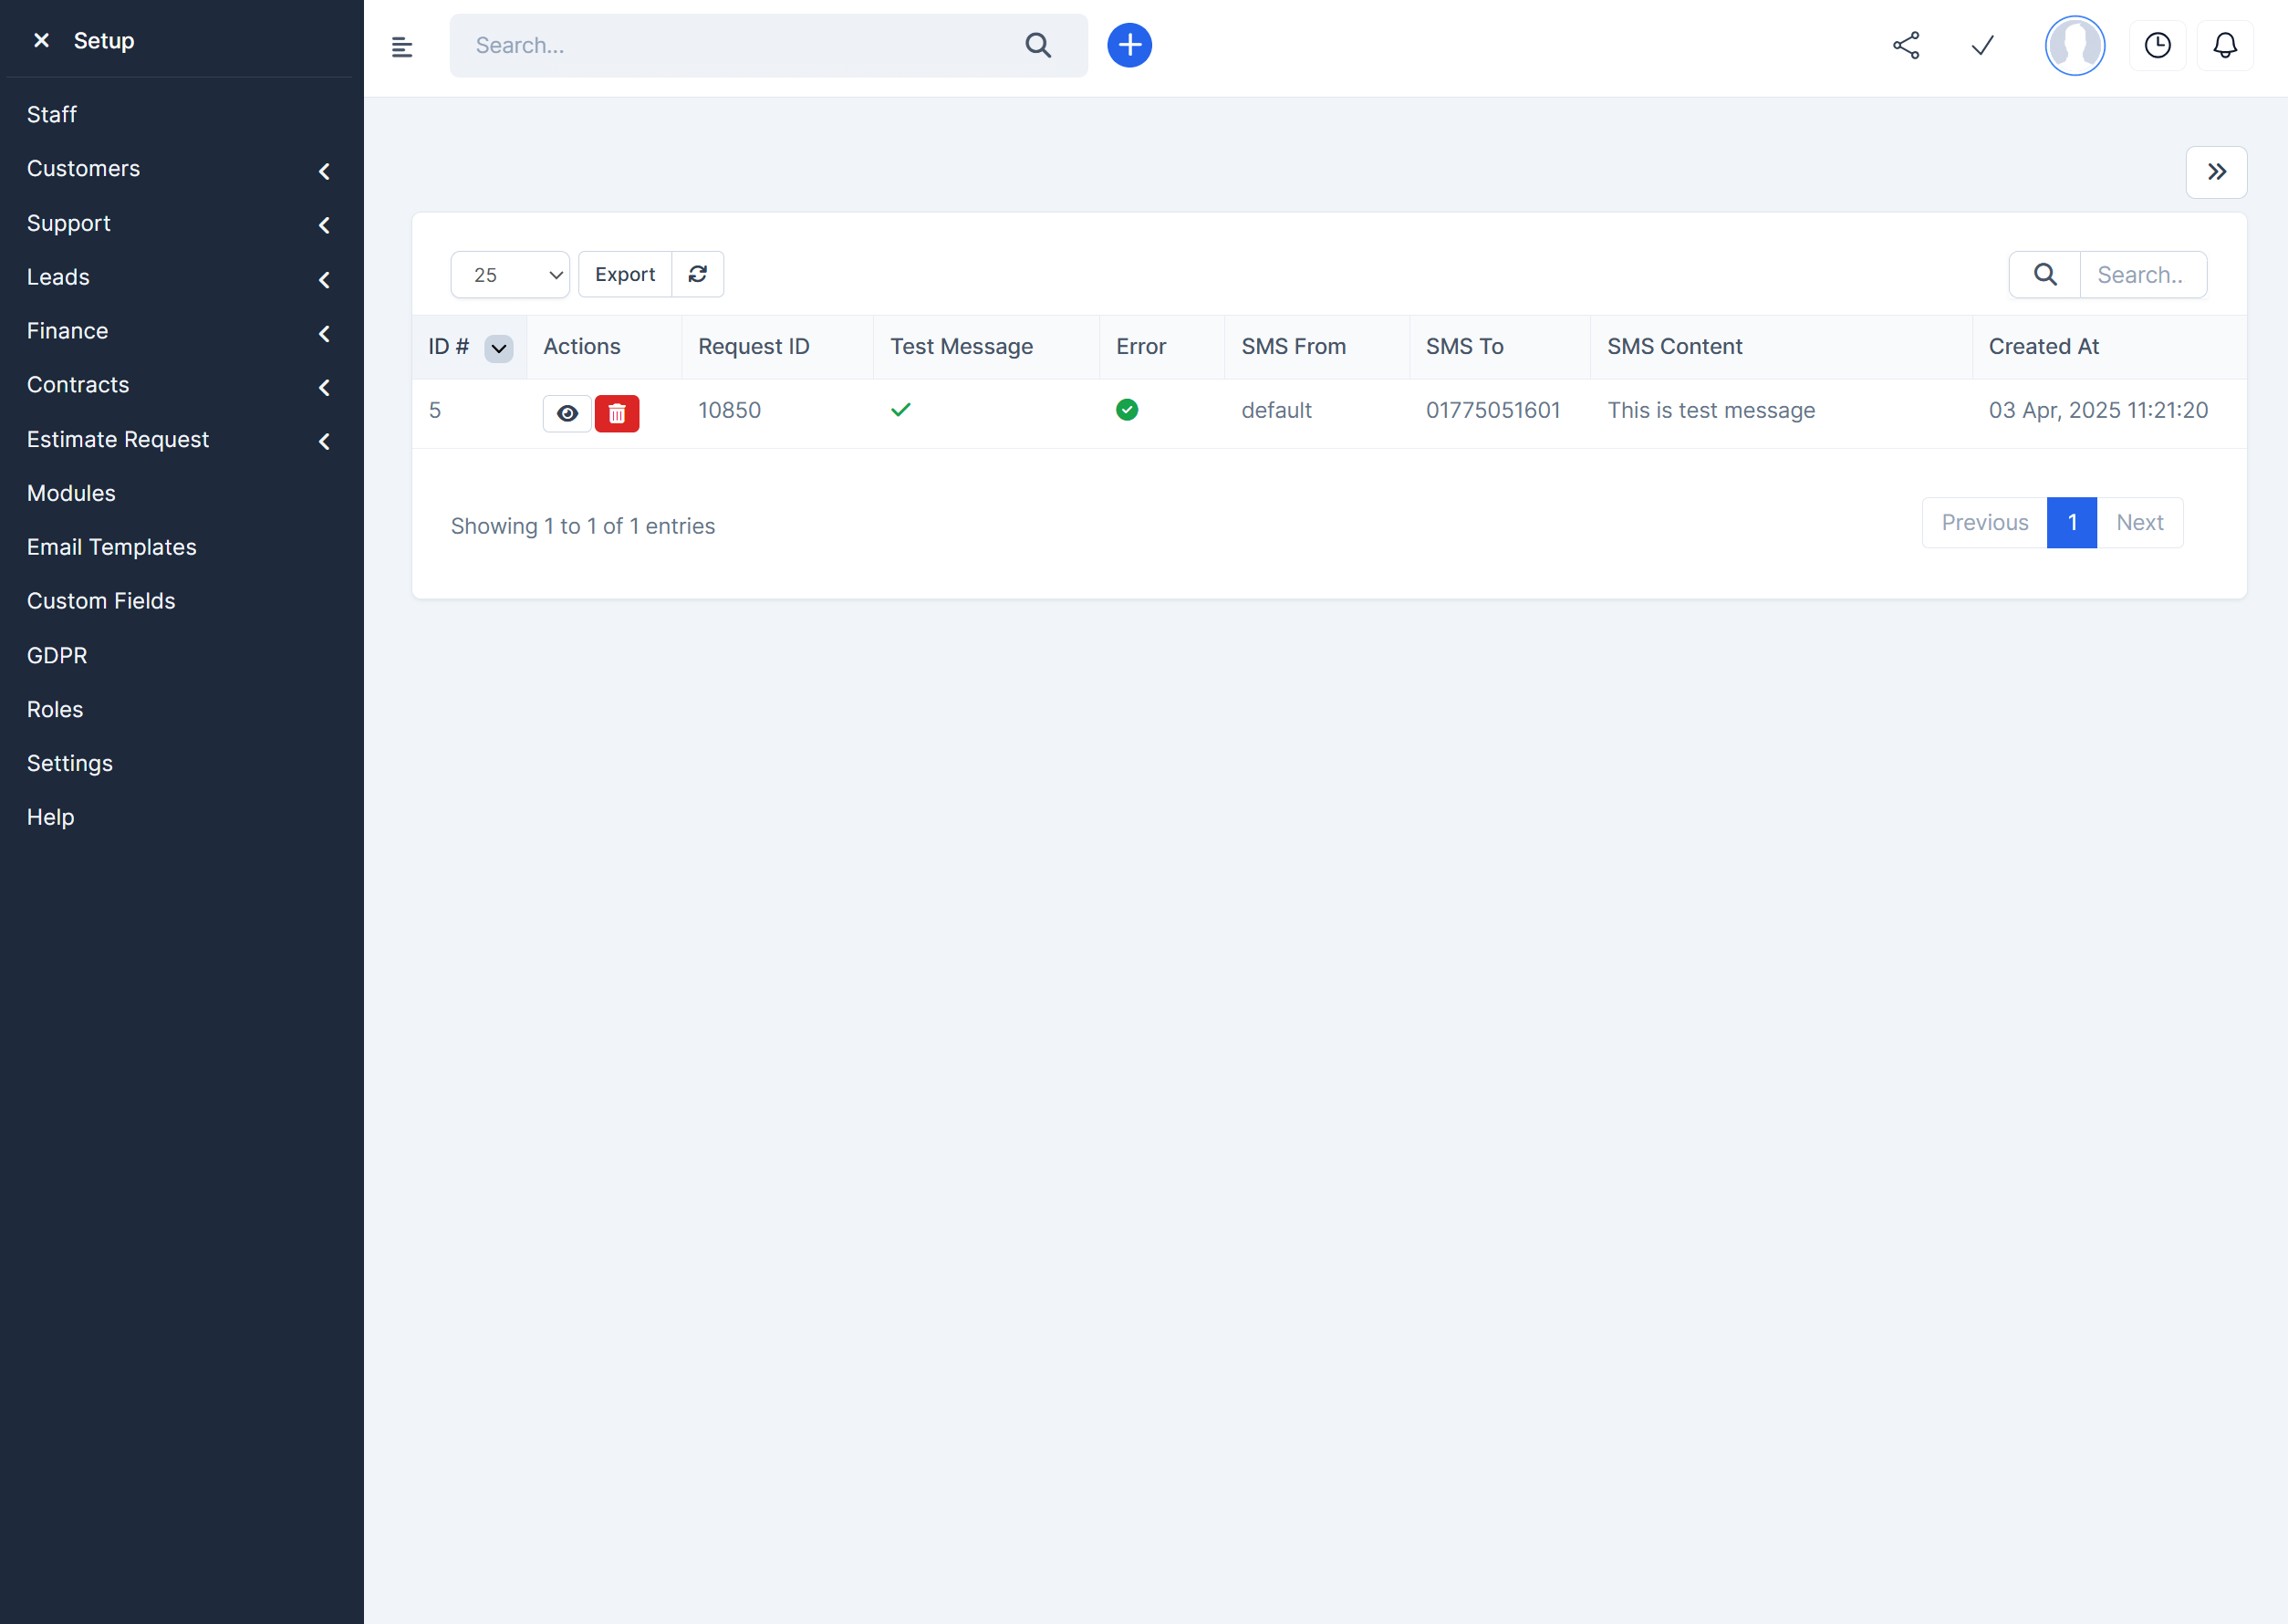 Setup
Staff
Customers
Support
Leads
Finance
Contracts
Estimate Request
Modules
Email Templates
Custom Fields
GDPR
Roles
Settings
Help
Search...
25 Export Search..
ID # Actions Request ID Test Message Error SMS From SMS To SMS Content Created At
5 10850 default 01775051601 This is test message 03 Apr, 2025 11:21:20
Showing 1 to 1 of 1 entries Previous 1 Next